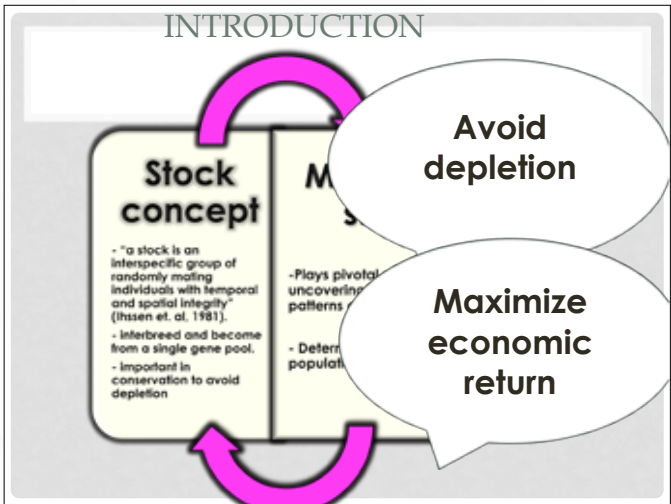 INTRODUCTION
Stock
concept
- "a stock is an
interspecific group of
randomly mating
individuals with temporal
and spatial integrity"
(Ihssen et. al, 1981).
- interbreed and become
from a single gene pool.
- important in
conservation to avoid
depletion
-Plays pivotal
uncovering
patterns
Avoid
depletion
Maximize
economic
return